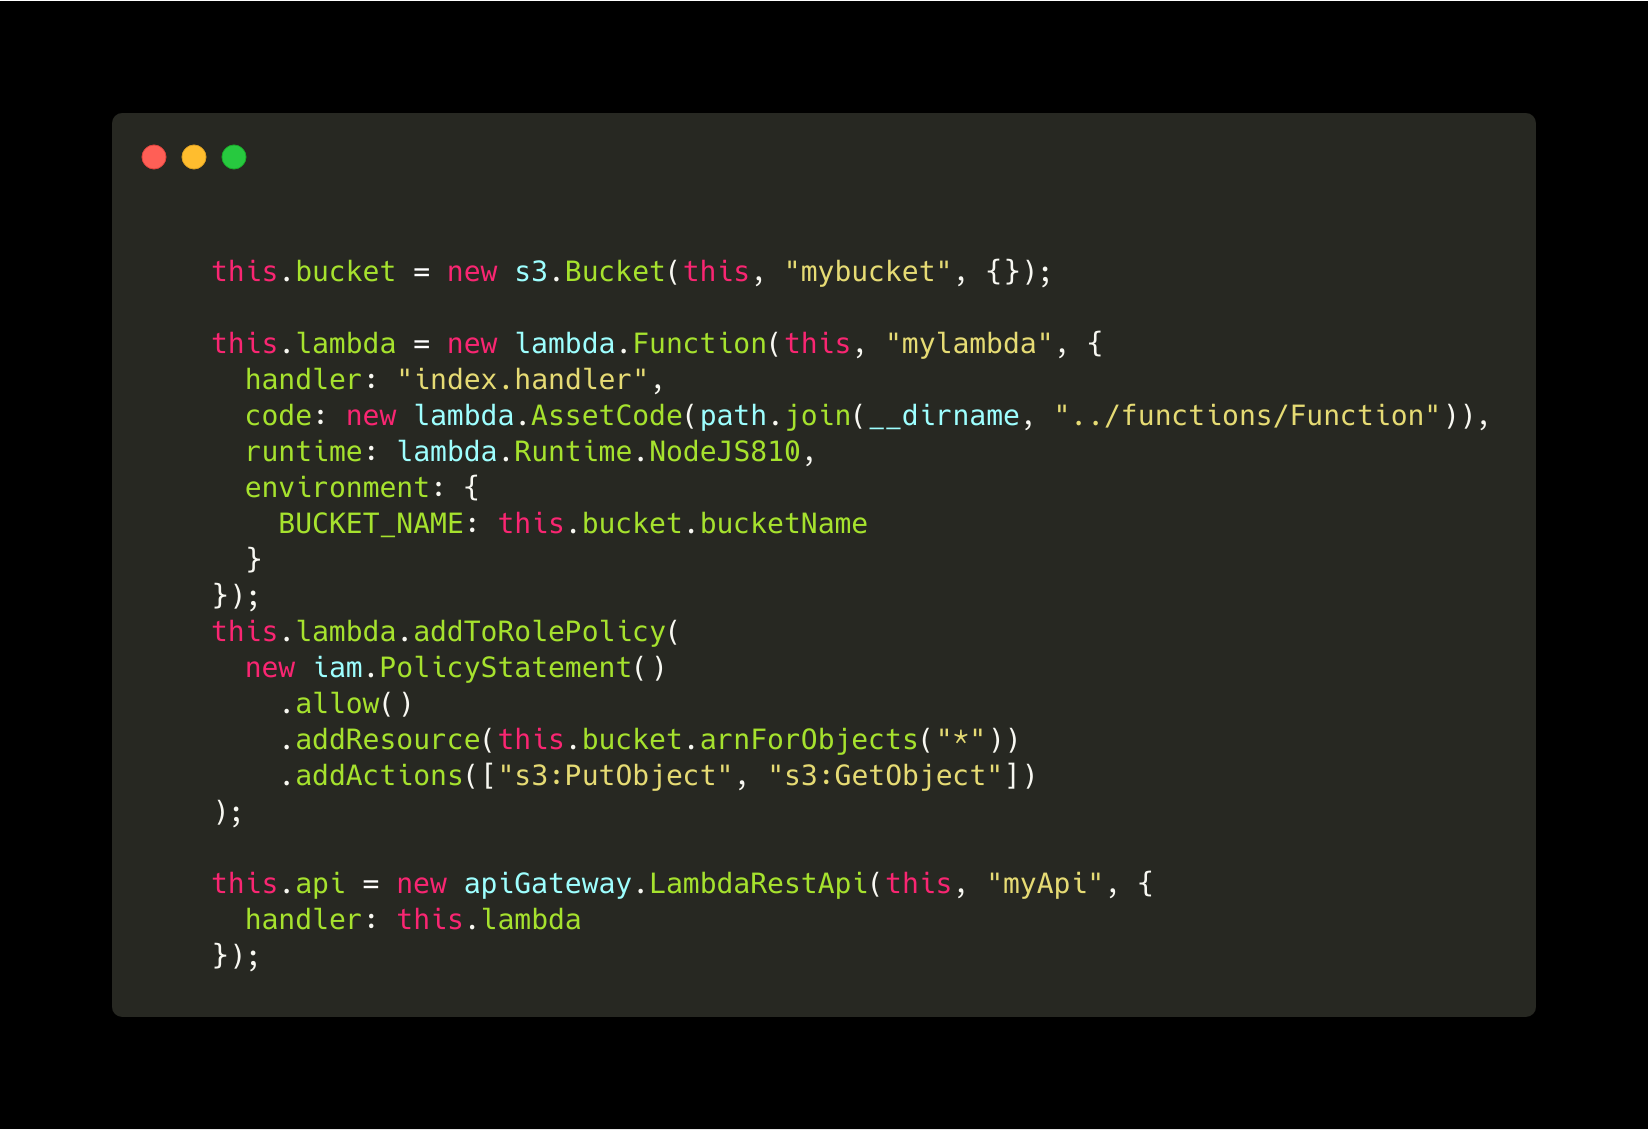 this.bucket = new s3.Bucket(this, "mybucket", {});
this.lambda = new lambda.Function(this, "mylambda", {
  handler: "index.handler",
  code: new lambda.AssetCode(path.join(__dirname, "../functions/Function")),
  runtime: lambda.Runtime.NodeJS810,
  environment: {
    BUCKET_NAME: this.bucket.bucketName
  }
});
this.lambda.addToRolePolicy(
  new iam.PolicyStatement()
    .allow()
    .addResource(this.bucket.arnForObjects("*"))
    .addActions(["s3:PutObject", "s3:GetObject"])
);
this.api = new apiGateway.LambdaRestApi(this, "myApi", {
  handler: this.lambda
});